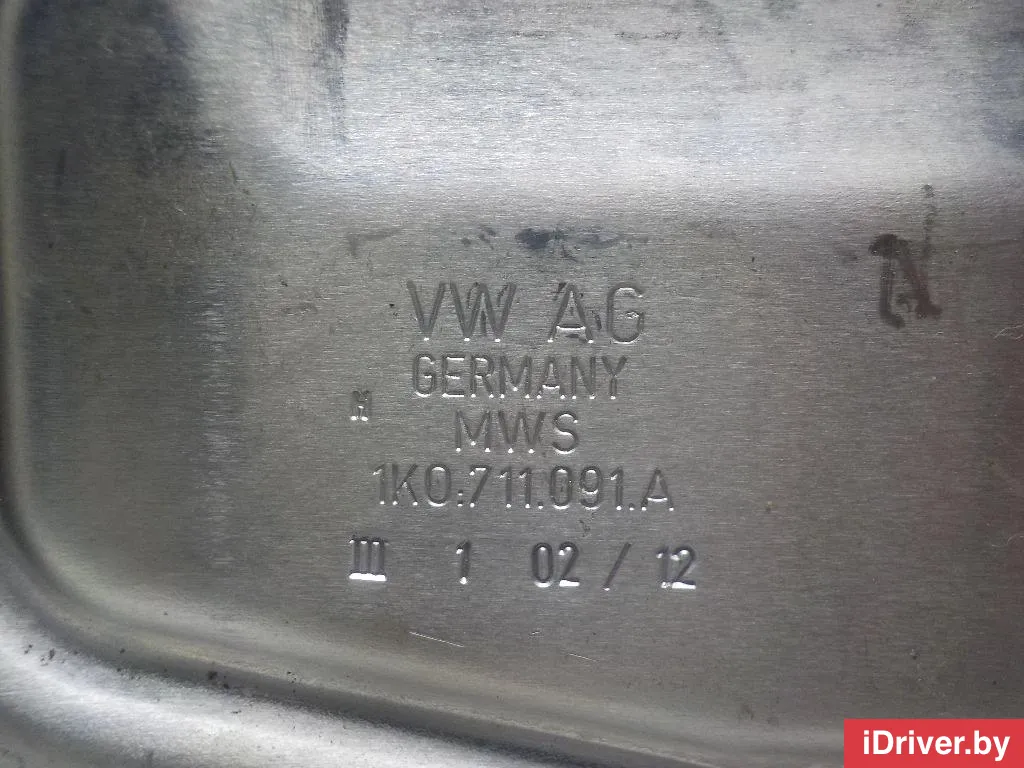 VW AG
GERMANY
H
MWS
1K0.711.091..A
III 1 02 / 12
iDriver.by